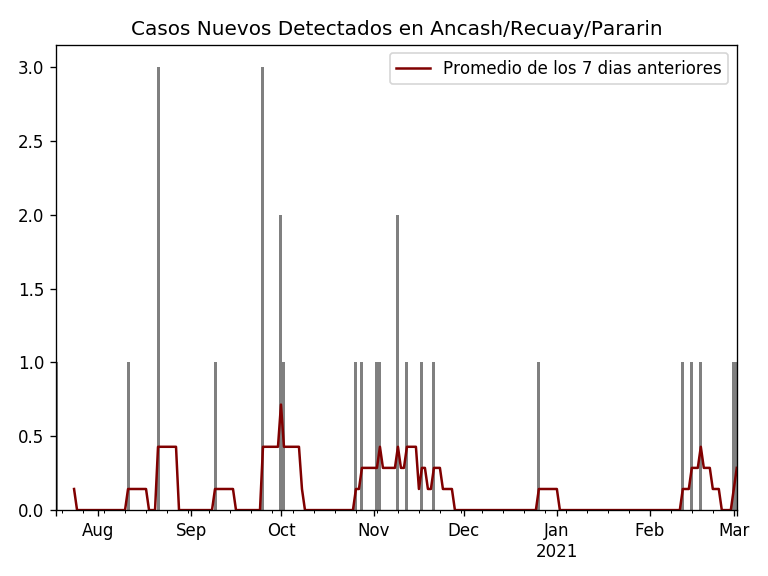 Casos Nuevos Detectados en Ancash/Recuay/Pararin
Promedio de los 7 dias anteriores
3.0
2.5
2.0
1.5
1.0
0.5
0.0
Aug Sep Oct Nov Dec Jan Feb Mar
2021